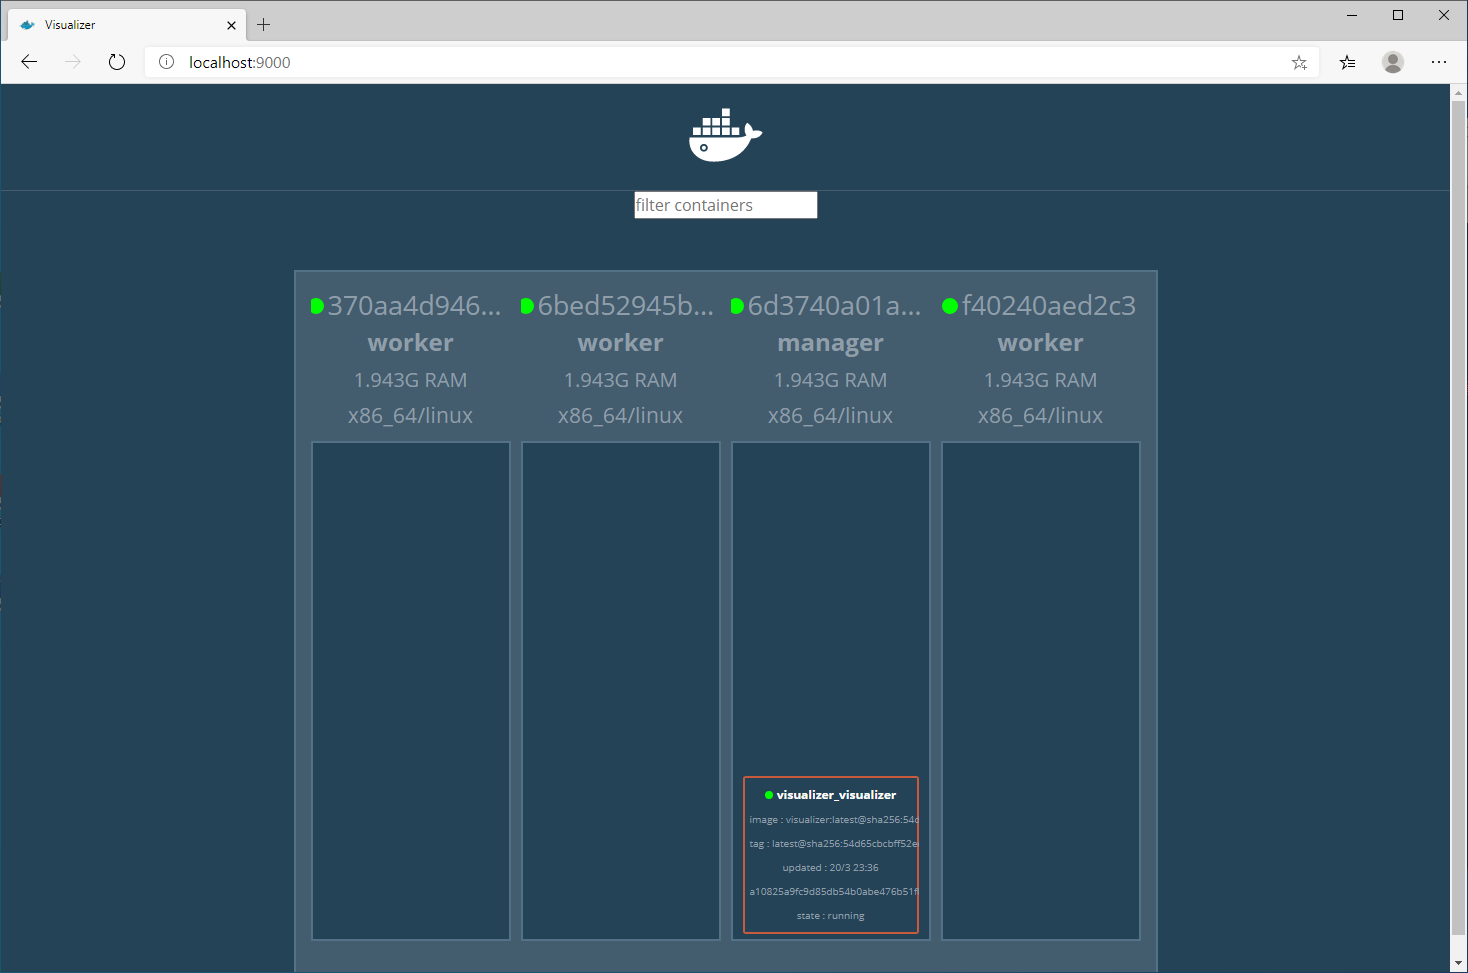 Visualizer
localhost:9000
filter containers
370aa4d946...
worker
1.943G RAM
x86_64/linux
6bed52945b...
worker
1.943G RAM
x86_64/linux
6d3740a01a...
manager
1.943G RAM
x86_64/linux
visualizer_visualizer
image : visualizer:latest@sha256:54d
tag : latest@sha256:54d65cbcbff52e
updated : 20/3 23:36
a10825a9fc9d85db54b0abe476b51f
state : running
f40240aed2c3
worker
1.943G RAM
x86_64/linux